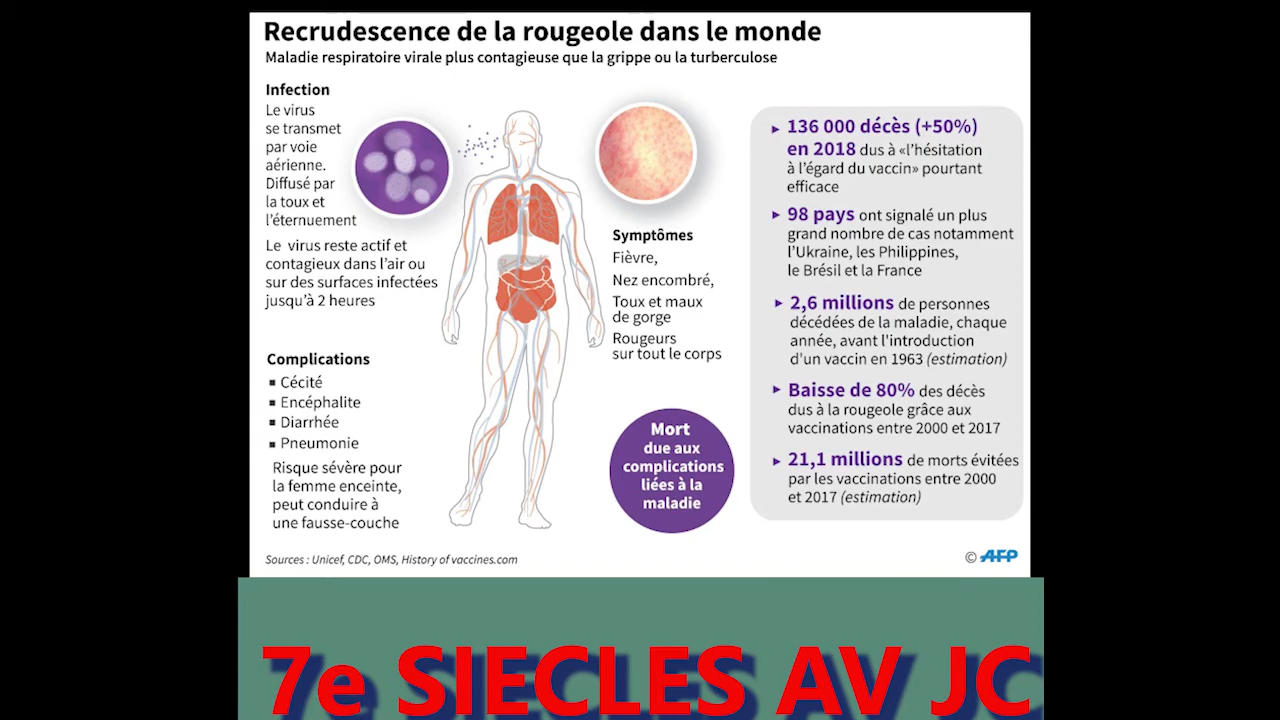 Recrudescence de la rougeole dans le monde
Maladie respiratoire virale plus contagieuse que la grippe ou la turberculose
Infection
Le virus
se transmet
par voie
aérienne.
Diffusé par
la toux et
l'éternuement
Le virus reste actif et
contagieux dans l'air ou
sur des surfaces infectées
jusqu'à 2 heures
Complications
Cécité
Encéphalite
Diarrhée
Pneumonie
Risque sévère pour
la femme enceinte,
peut conduire à
une fausse-couche
Symptômes
Fièvre,
Nez encombré,
Toux et maux
de gorge
Rougeurs
sur tout le corps
Mort
due aux
complications
liées à la
maladie
136 000 décès (+50%)
en 2018 dus à «l'hésitation
à l'égard du vaccin» pourtant
efficace
98 pays ont signalé un plus
grand nombre de cas notamment
l'Ukraine, les Philippines,
le Brésil et la France
2,6 millions de personnes
décédées de la maladie, chaque
année, avant l'introduction
d'un vaccin en 1963 (estimation)
Baisse de 80% des décès
dus à la rougeole grâce aux
vaccinations entre 2000 et 2017
21,1 millions de morts évitées
par les vaccinations entre 2000
et 2017 (estimation)
Sources : Unicef, CDC, OMS, History of vaccines.com
© AFP
7e SIECLES AV JC